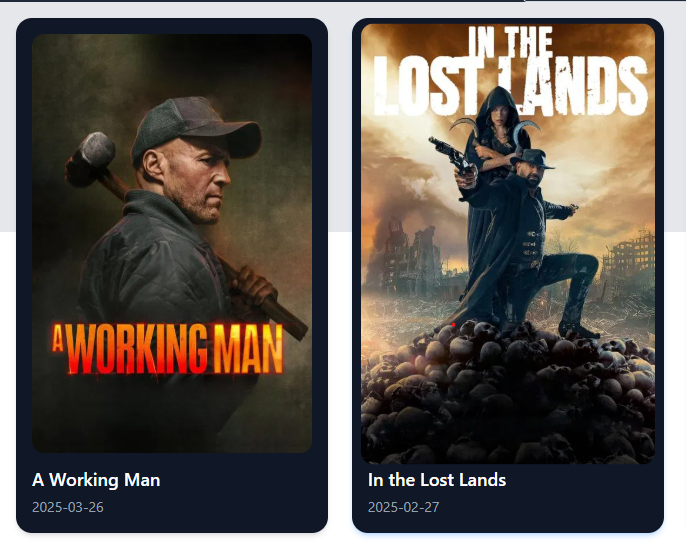 A WORKING MAN
A Working Man
2025-03-26
IN THE
LOST LANDS
In the Lost Lands
2025-02-27